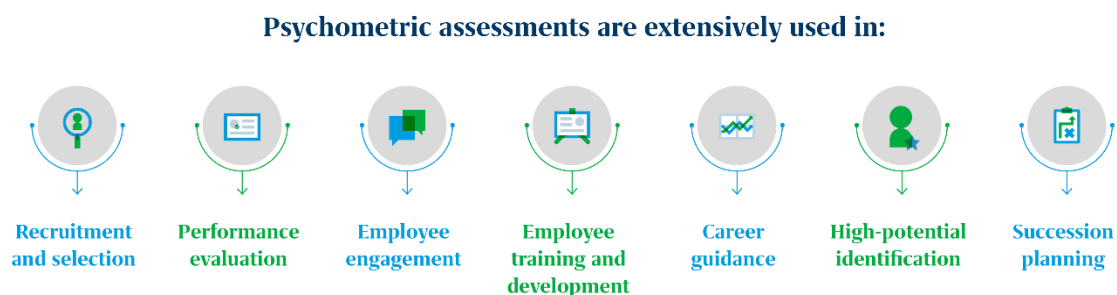 Psychometric assessments are extensively used in:
Recruitment
and selection
Performance
evaluation
Employee
engagement
Employee
training and
development
Career
guidance
High-potential
identification
Succession
planning